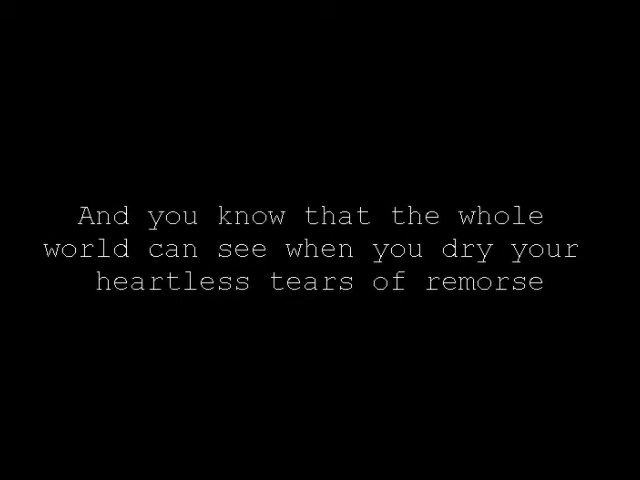 And you know that the whole
world can see when you dry your
heartless tears of remorse